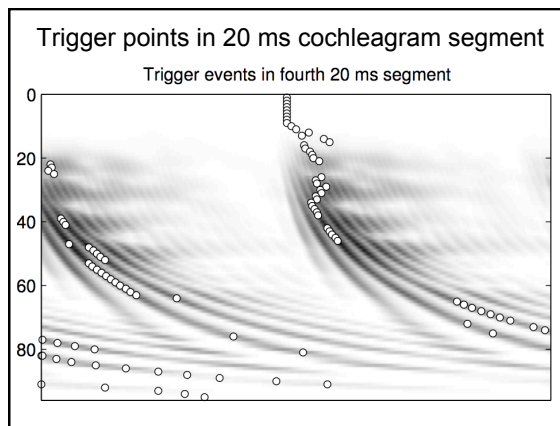 Trigger points in 20 ms cochleagram segment
Trigger events in fourth 20 ms segment
0
20
40
60
80